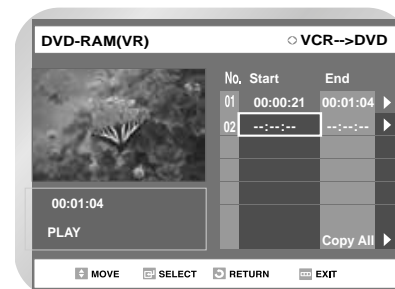 DVD-RAM(VR) VCR-->DVD
No. Start End
01 00:00:21 00:01:04
02 --:--:-- --:--:--
00:01:04
PLAY
Copy All
MOVE SELECT RETURN EXIT